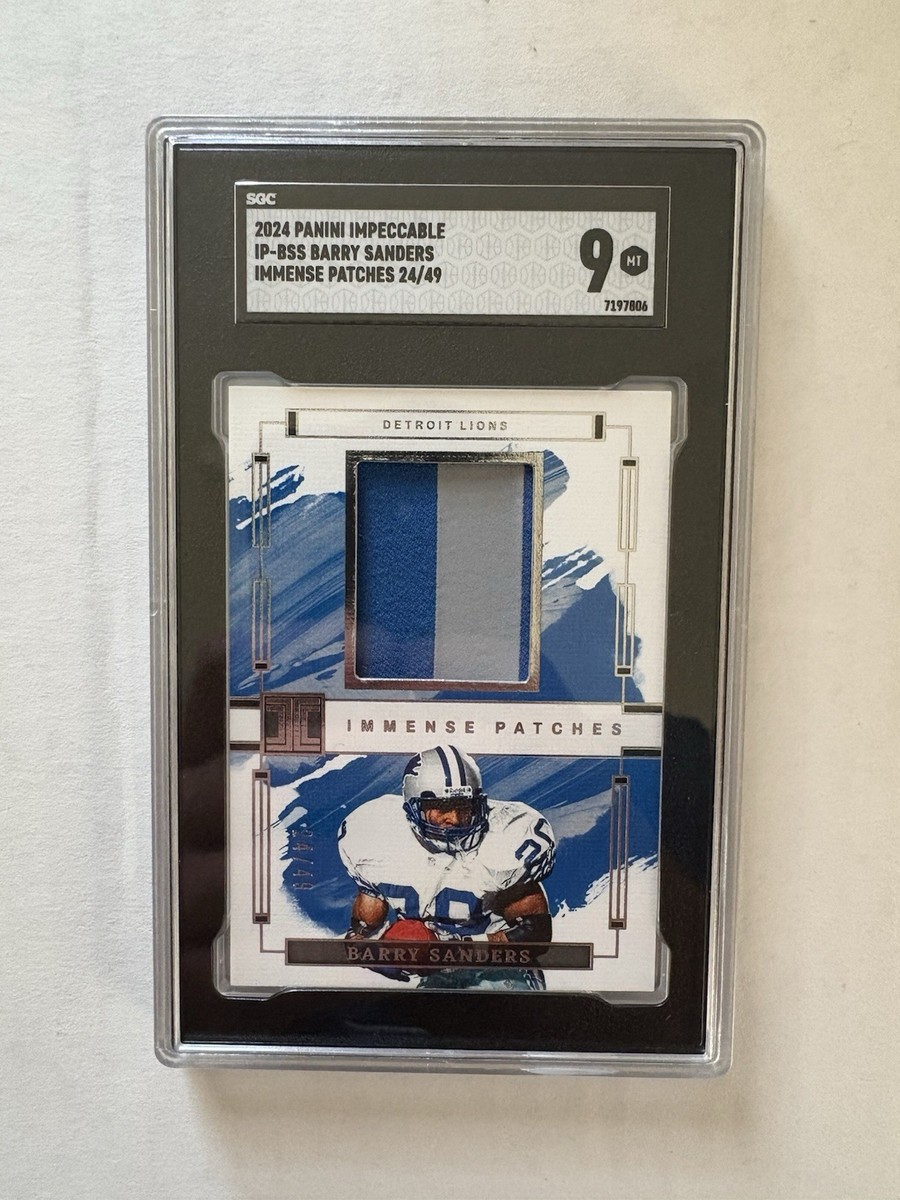 SGC
2024 PANINI IMPECCABLE
IP-BSS BARRY SANDERS
IMMENSE PATCHES 24/49
9
MT
7197806
DETROIT LIONS
IMMENSE PATCHES
24/49
BARRY SANDERS